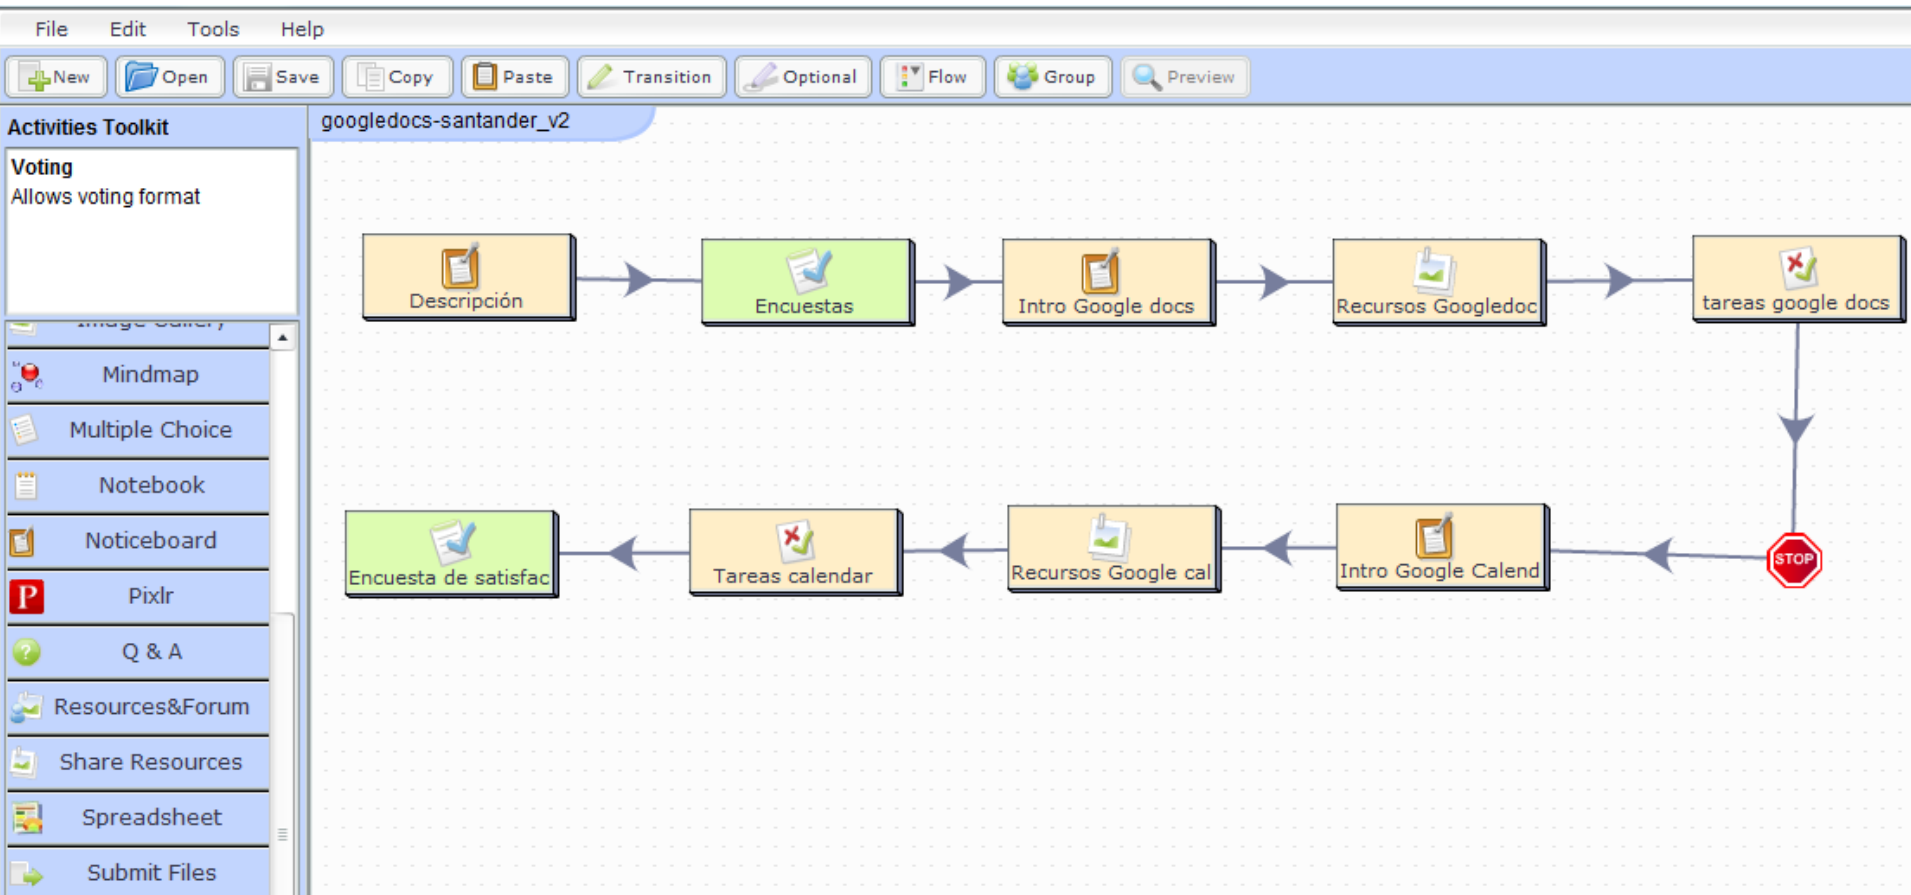 File Edit Tools Help
New Open Save Copy Paste Transition Optional Flow Group Preview
Activities Toolkit
googledocs-santander_v2
Voting
Allows voting format
Descripción
Encuestas
Intro Google docs
Recursos Googledoc
tareas google docs
Image Gallery
Mindmap
Multiple Choice
Notebook
Noticeboard
Pixlr
Q & A
Resources&Forum
Share Resources
Spreadsheet
Submit Files
Encuesta de satisfac
Tareas calendar
Recursos Google cal
Intro Google Calend
STOP